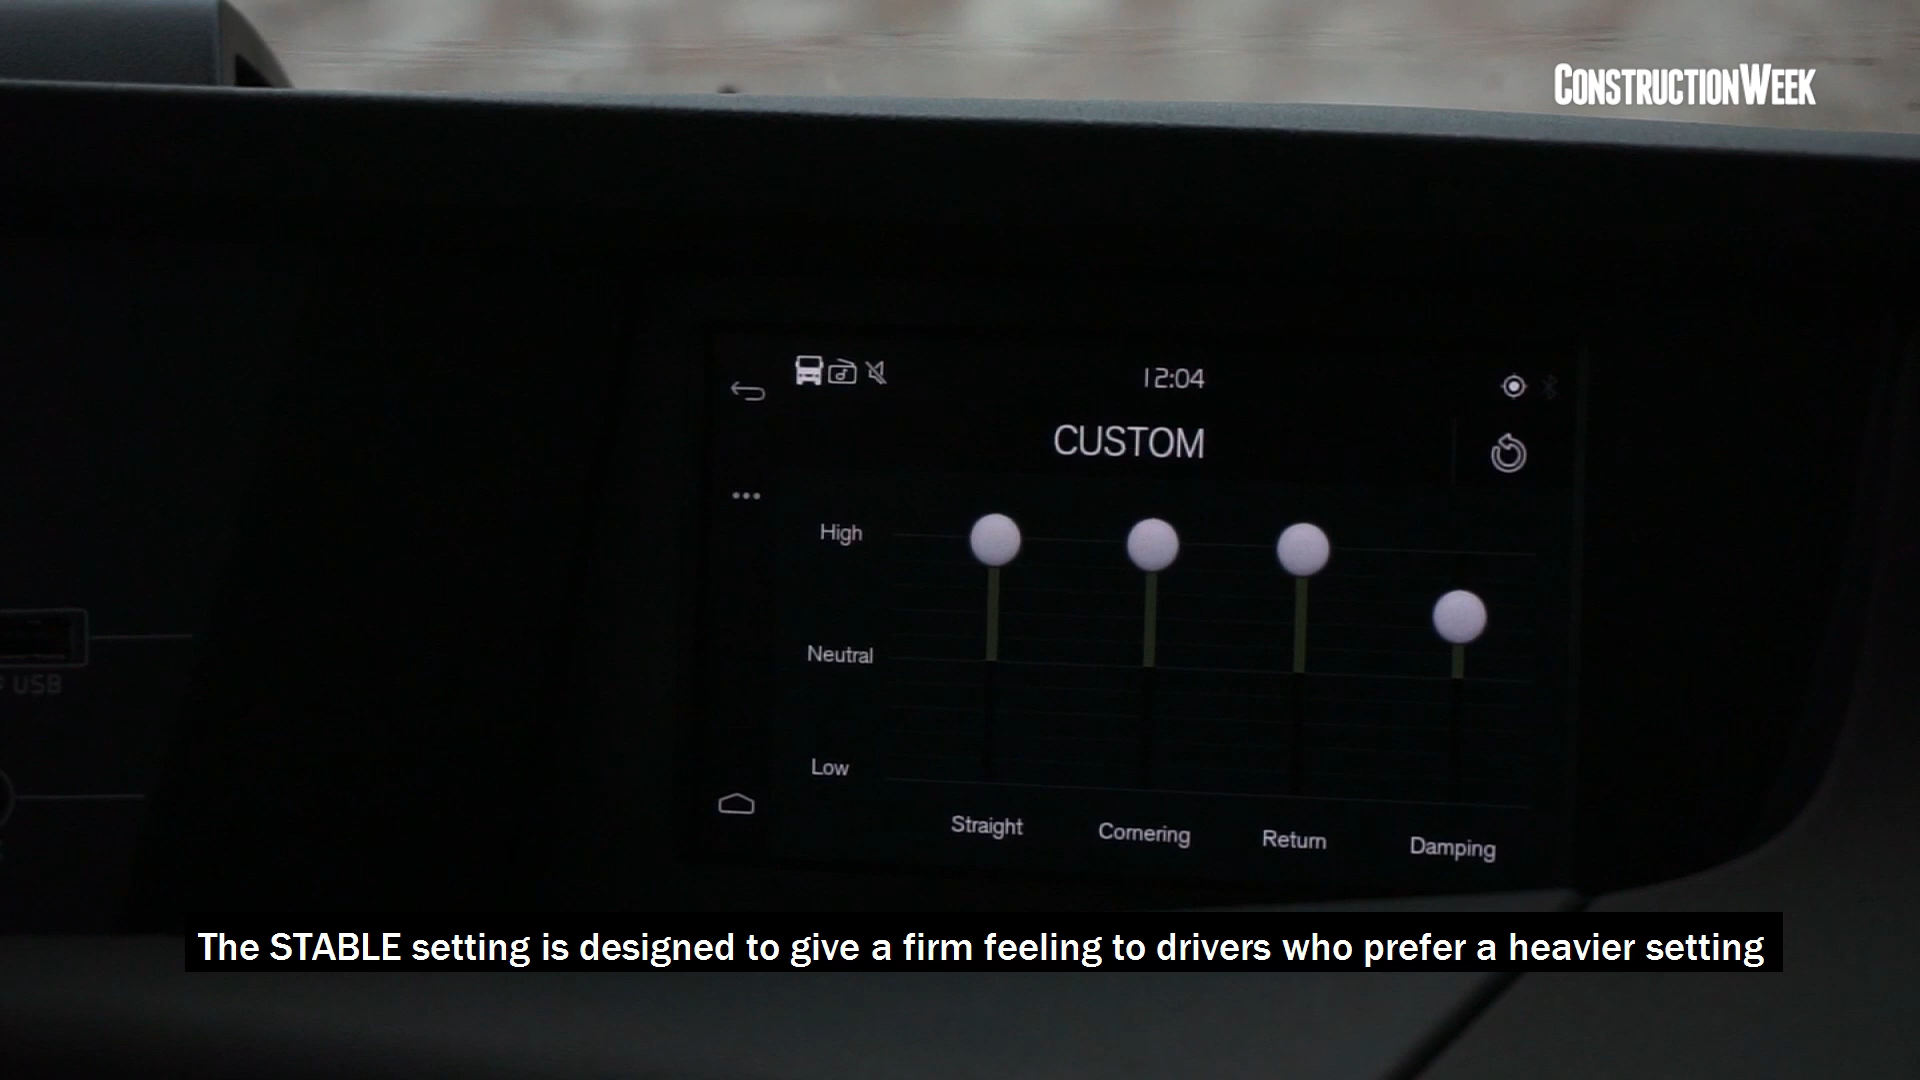 CONSTRUCTIONWEEK
12:04
CUSTOM
High
Neutral
Low
Straight
Cornering
Return
Damping
USB
The STABLE setting is designed to give a firm feeling to drivers who prefer a heavier setting